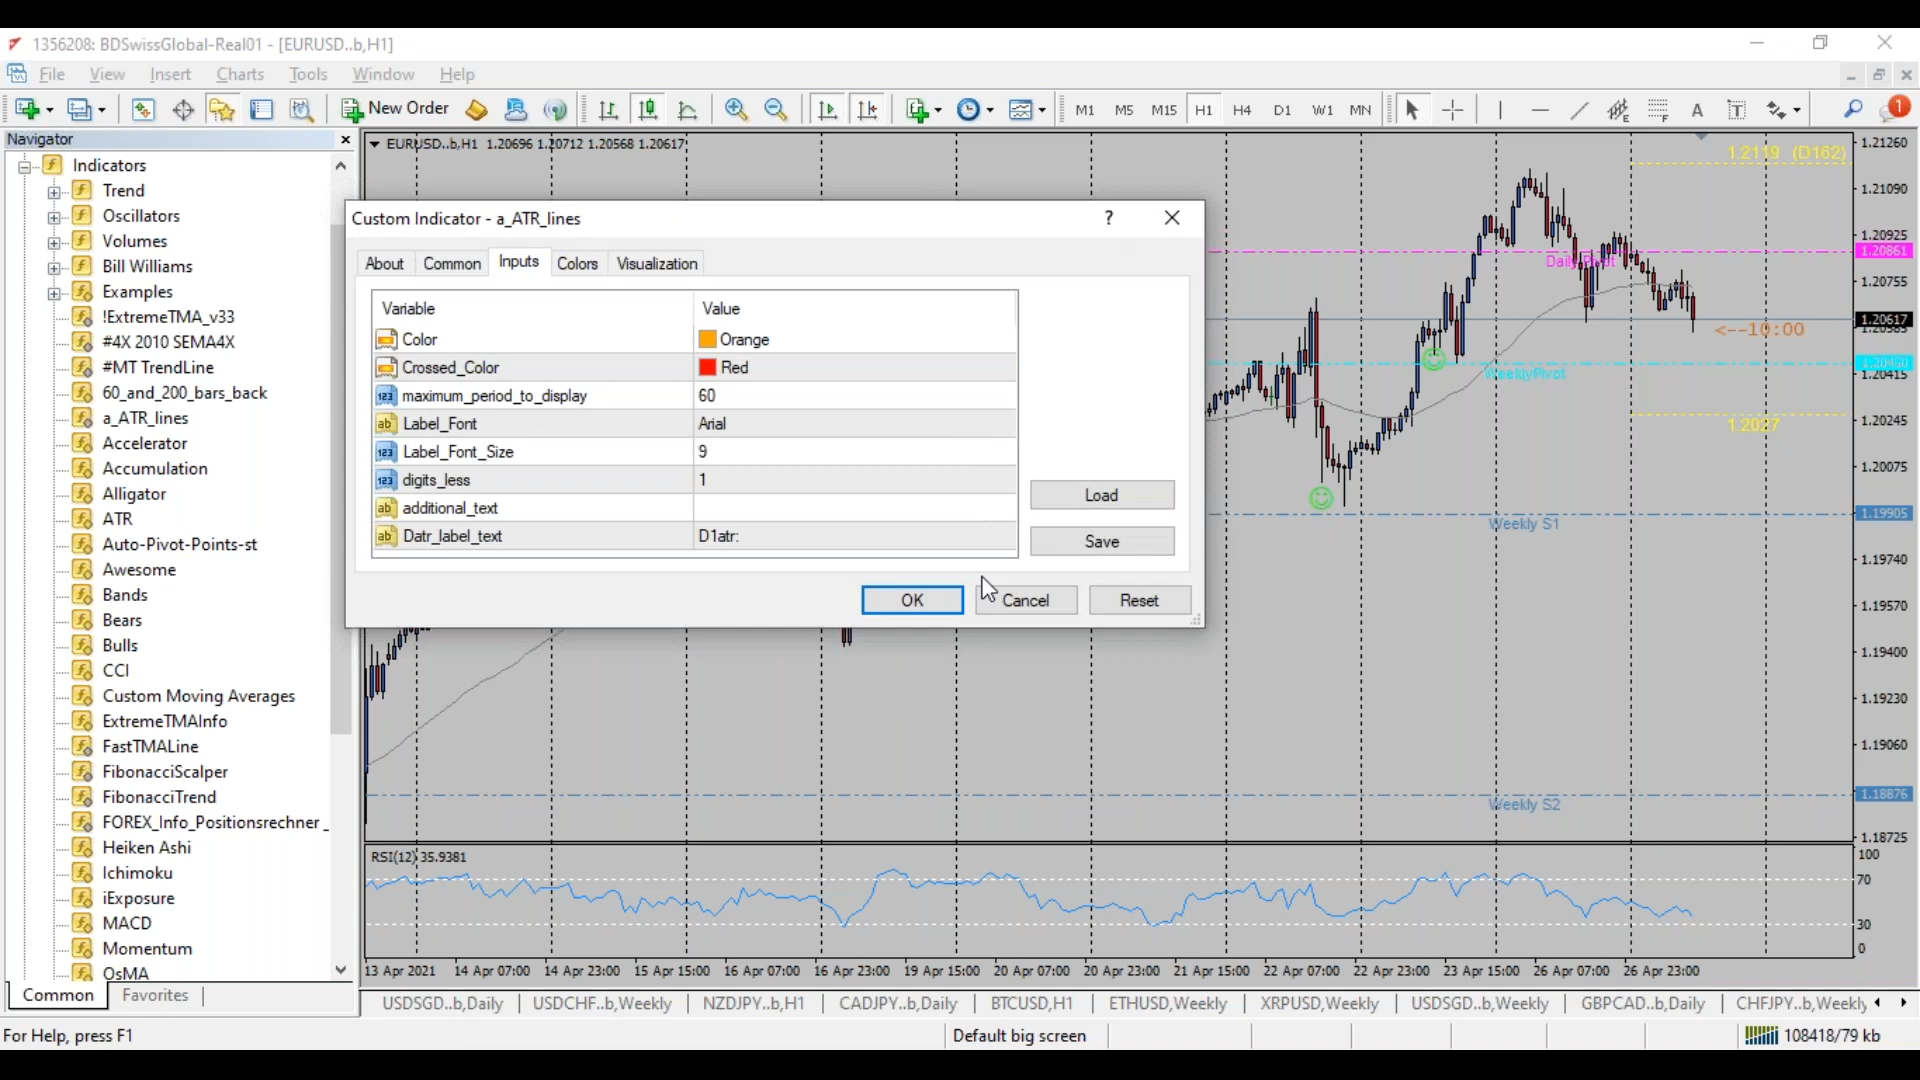 1356208: BDSwissGlobal-Real01 - [EURUSD..b,H1]
File View Insert Charts Tools Window Help
New Order M1 M5 M15 H1 H4 D1 W1 MN A T 1
Navigator
Indicators
Trend
Oscillators
Volumes
Bill Williams
Examples
!ExtremeTMA_v33
#4X 2010 SEMA4X
#MT TrendLine
60_and_200_bars_back
a_ATR_lines
Accelerator
Accumulation
Alligator
ATR
Auto-Pivot-Points-st
Awesome
Bands
Bears
Bulls
CCI
Custom Moving Averages
ExtremeTMAInfo
FastTMALine
FibonacciScalper
FibonacciTrend
FOREX_Info_Positionsrechner_
Heiken Ashi
Ichimoku
iExposure
MACD
Momentum
OsMA
Common Favorites
EURUSD..b,H1 1.20696 1.20712 1.20568 1.20617
Custom Indicator - a_ATR_lines
About Common Inputs Colors Visualization
Variable Value
Color Orange
Crossed_Color Red
maximum_period_to_display 60
Label_Font Arial
Label_Font_Size 9
digits_less 1
additional_text
Datr_label_text D1atr:
Load
Save
OK Cancel Reset
1.2119 (D162)
Daily Pivot
<--10:00
WeeklyPivot
1.2027
Weekly S1
Weekly S2
1.21260
1.21090
1.20925
1.20861
1.20755
1.20617
1.20585
1.20450
1.20415
1.20245
1.20075
1.19905
1.19740
1.19570
1.19400
1.19230
1.19060
1.18876
1.18725
RSI(12) 35.9381
100
70
30
0
13 Apr 2021 14 Apr 07:00 14 Apr 23:00 15 Apr 15:00 16 Apr 07:00 16 Apr 23:00 19 Apr 15:00 20 Apr 07:00 20 Apr 23:00 21 Apr 15:00 22 Apr 07:00 22 Apr 23:00 23 Apr 15:00 26 Apr 07:00 26 Apr 23:00
USDSGD..b,Daily USDCHF..b,Weekly NZDJPY..b,H1 CADJPY..b,Daily BTCUSD,H1 ETHUSD,Weekly XRPUSD,Weekly USDSGD..b,Weekly GBPCAD..b,Daily CHFJPY..b,Weekly
For Help, press F1 Default big screen 108418/79 kb